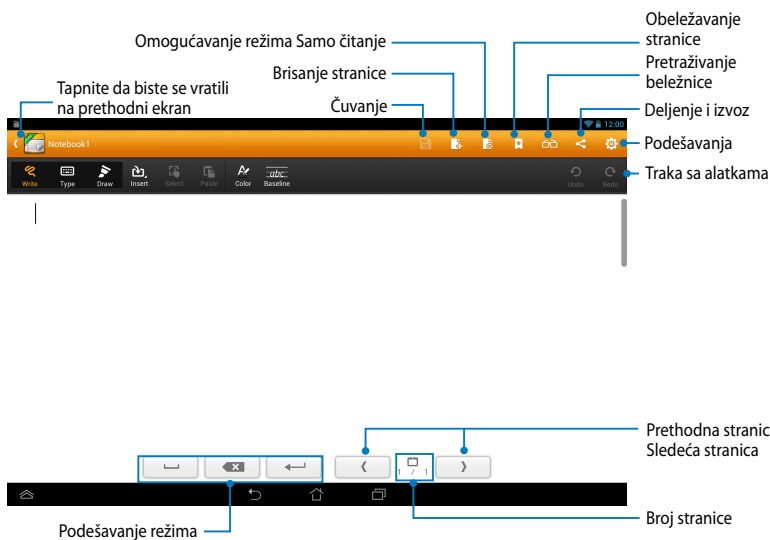 Obeležavanje
stranice
Omogućavanje režima Samo čitanje
Pretraživanje
beležnice
Brisanje stranice
Tapnite da biste se vratili
na prethodni ekran
Čuvanje
Deljenje i izvoz
12:00
Notebook1
Podešavanja
Write Type Draw Insert Select Paste Color Baseline Undo Redo
abc
Traka sa alatkama
Prethodna stranic
Sledeća stranica
1 / 1
Broj stranice
Podešavanje režima